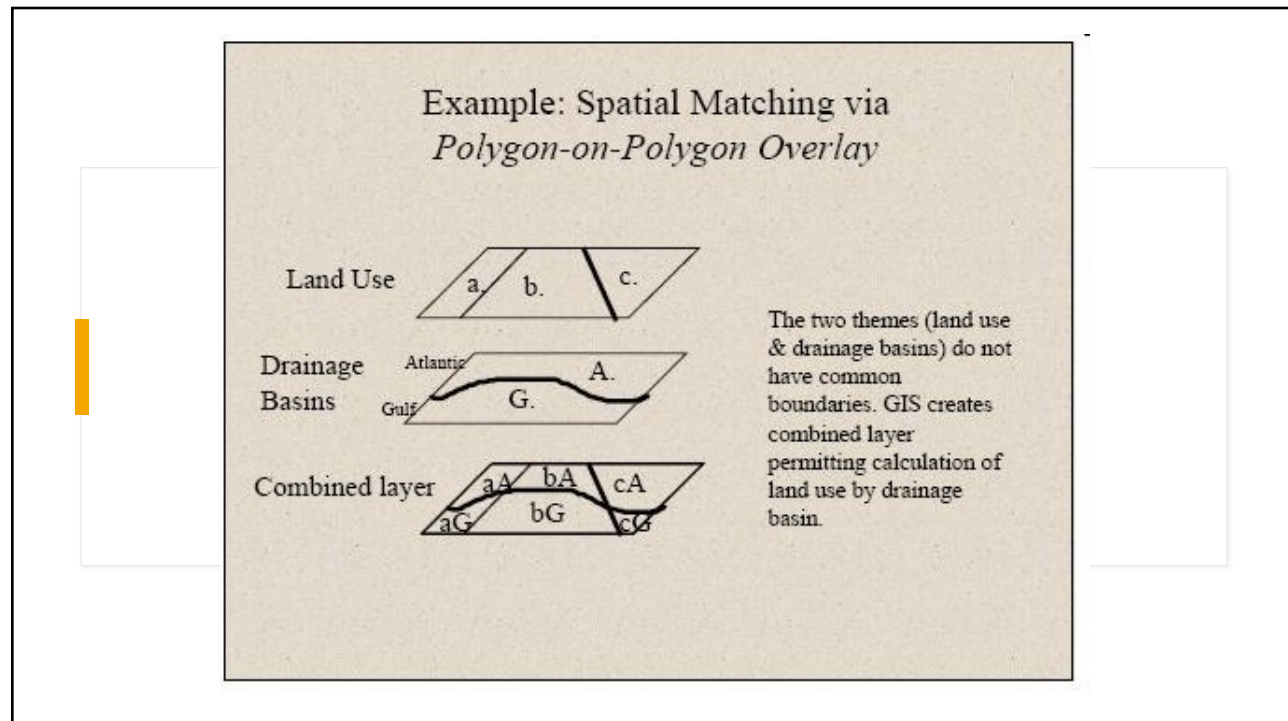 Example: Spatial Matching via
Polygon-on-Polygon Overlay
Land Use
a.
b.
c.
Drainage
Basins
Atlantic
Gulf
A.
G.
Combined layer
aA
bA
cA
aG
bG
cG
The two themes (land use
& drainage basins) do not
have common
boundaries. GIS creates
combined layer
permitting calculation of
land use by drainage
basin.